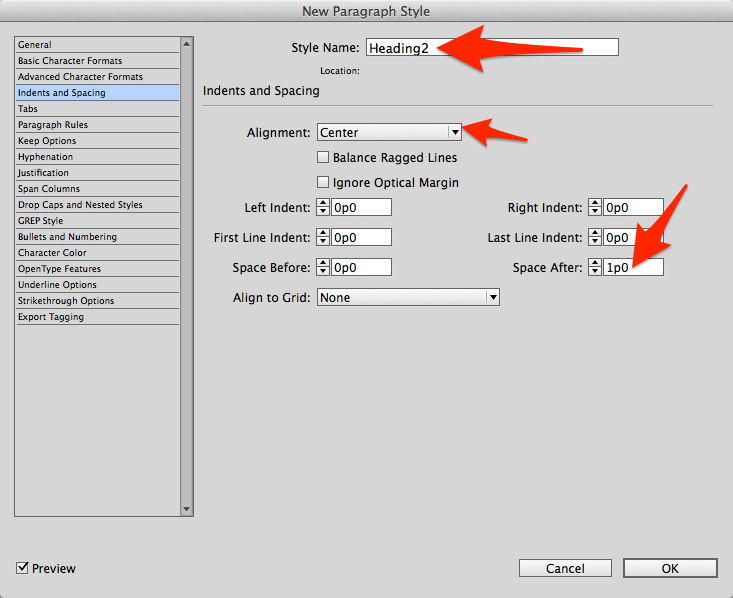 New Paragraph Style
General
Basic Character Formats
Advanced Character Formats
Indents and Spacing
Tabs
Paragraph Rules
Keep Options
Hyphenation
Justification
Span Columns
Drop Caps and Nested Styles
GREP Style
Bullets and Numbering
Character Color
OpenType Features
Underline Options
Strikethrough Options
Export Tagging
Style Name: Heading2
Location:
Indents and Spacing
Alignment: Center
Balance Ragged Lines
Ignore Optical Margin
Left Indent: 0p0 Right Indent: 0p0
First Line Indent: 0p0 Last Line Indent: 0p0
Space Before: 0p0 Space After: 1p0
Align to Grid: None
Preview Cancel OK